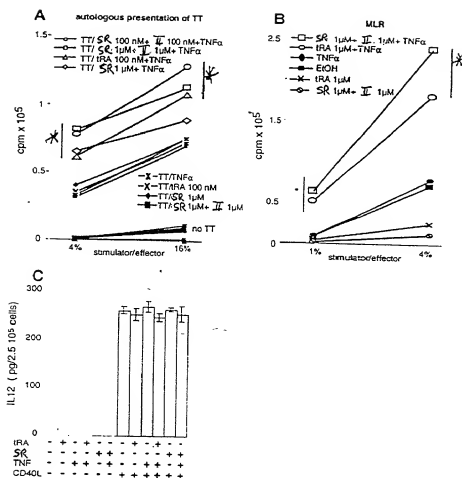 A
autologous presentation of TT
TT/SR 100 nM+ II 100 nM+TNFα
TT/SR 1µM+ II 1µM+TNFα
TT/tRA 100 nM+TNFα
TT/SR 1µM+TNFα
1.5
1
0.5
0
cpm x 10⁵
TT/TNFα
TT/tRA 100 nM
TT/SR 1µM
TT/SR 1µM+ II 1µM
no TT
4%
16%
stimulator/effector
B
MLR
SR 1µM+ II 1µM+TNFα
tRA 1µM+TNFα
TNFα
EtOH
tRA 1µM
SR 1µM+ II 1µM
2.5
1.5
0.5
0
cpm x 10⁵
1%
4%
stimulator/effector
C
300
200
100
0
IL12 ( pg/2.5 10⁵ cells)
tRA - + - + - - - + - + - -
SR - - - - + + - - - - + +
TNF - - + + - + - - + + - +
CD40L - - - - - - + + + + + +